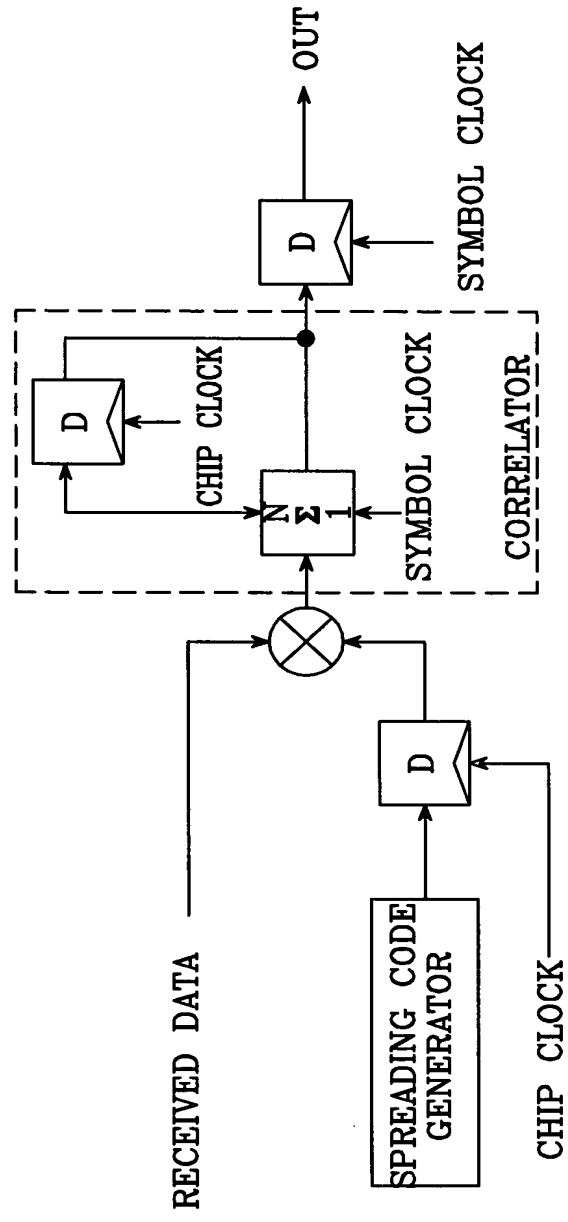 RECEIVED DATA
SPREADING CODE
GENERATOR
CHIP CLOCK
D
D
CHIP CLOCK
N
Σ
1
SYMBOL CLOCK
CORRELATOR
D
SYMBOL CLOCK
OUT